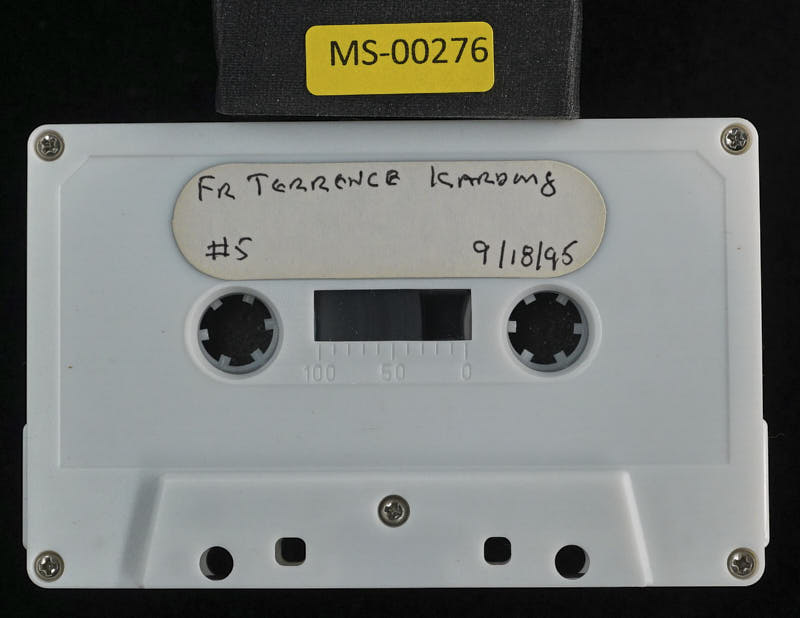 MS-00276
FR TERRENCE KARDONG
#5 9/18/95
100 50 0